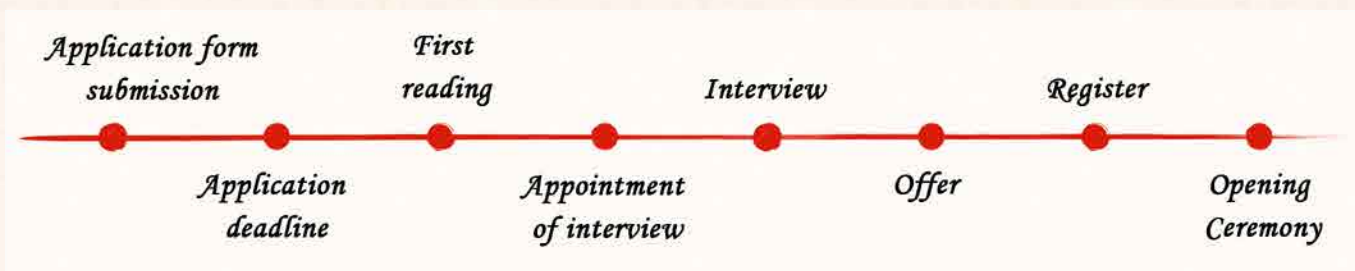 Application form
submission
Application
deadline
First
reading
Appointment
of interview
Interview
Offer
Register
Opening
Ceremony